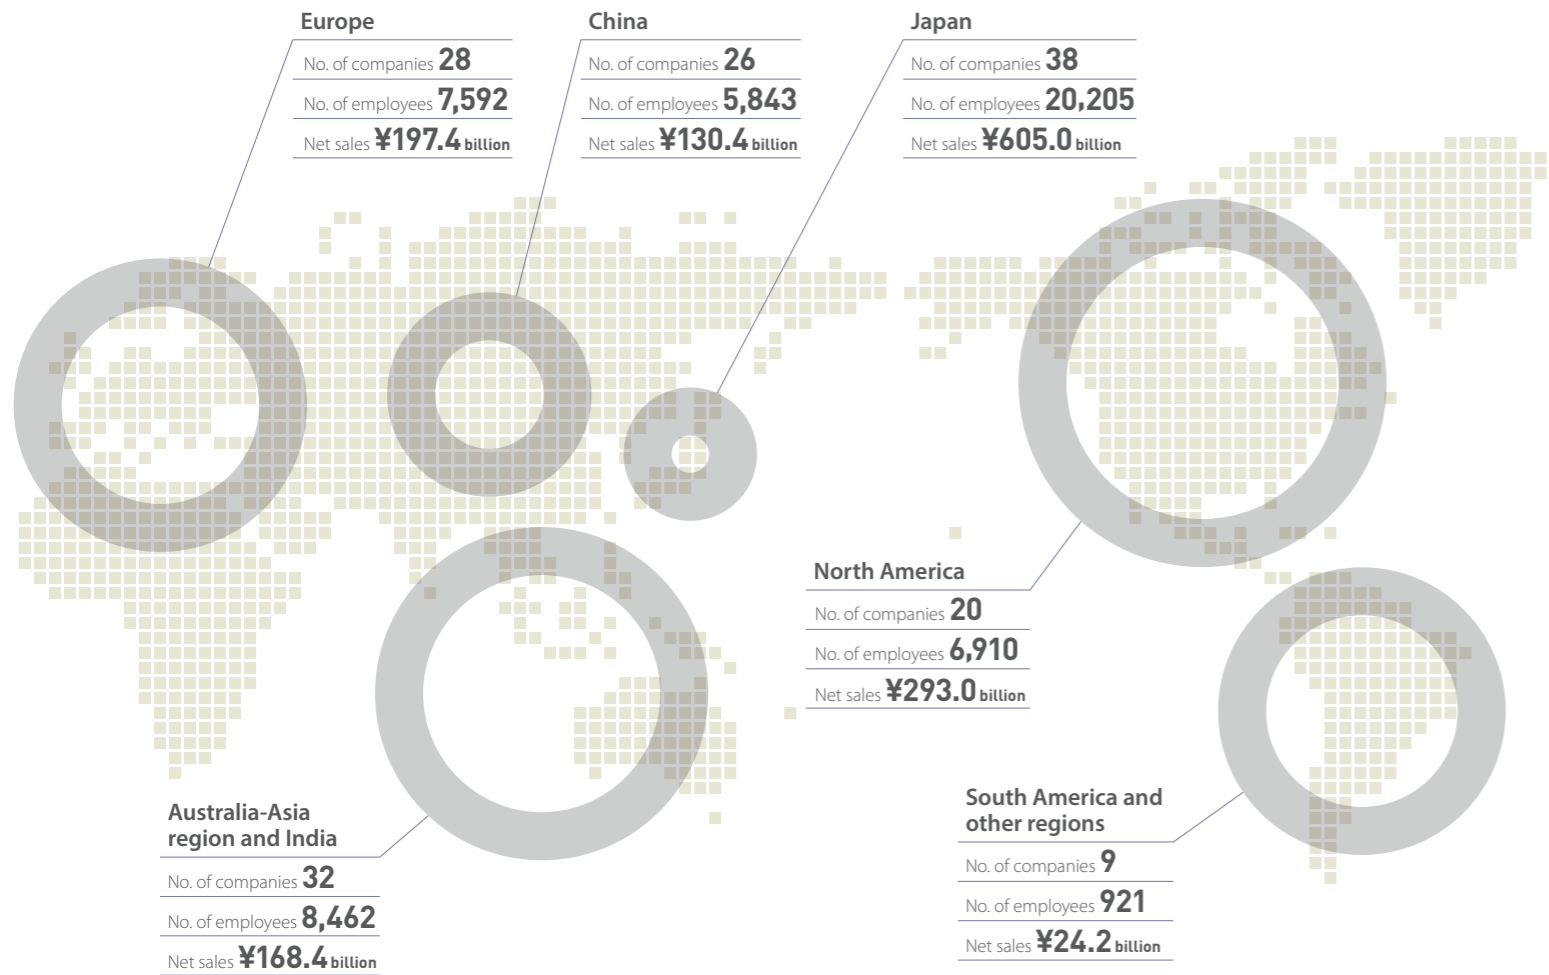 Europe
No. of companies 28
No. of employees 7,592
Net sales ¥197.4 billion
China
No. of companies 26
No. of employees 5,843
Net sales ¥130.4 billion
Japan
No. of companies 38
No. of employees 20,205
Net sales ¥605.0 billion
North America
No. of companies 20
No. of employees 6,910
Net sales ¥293.0 billion
Australia-Asia
region and India
No. of companies 32
No. of employees 8,462
Net sales ¥168.4 billion
South America and
other regions
No. of companies 9
No. of employees 921
Net sales ¥24.2 billion